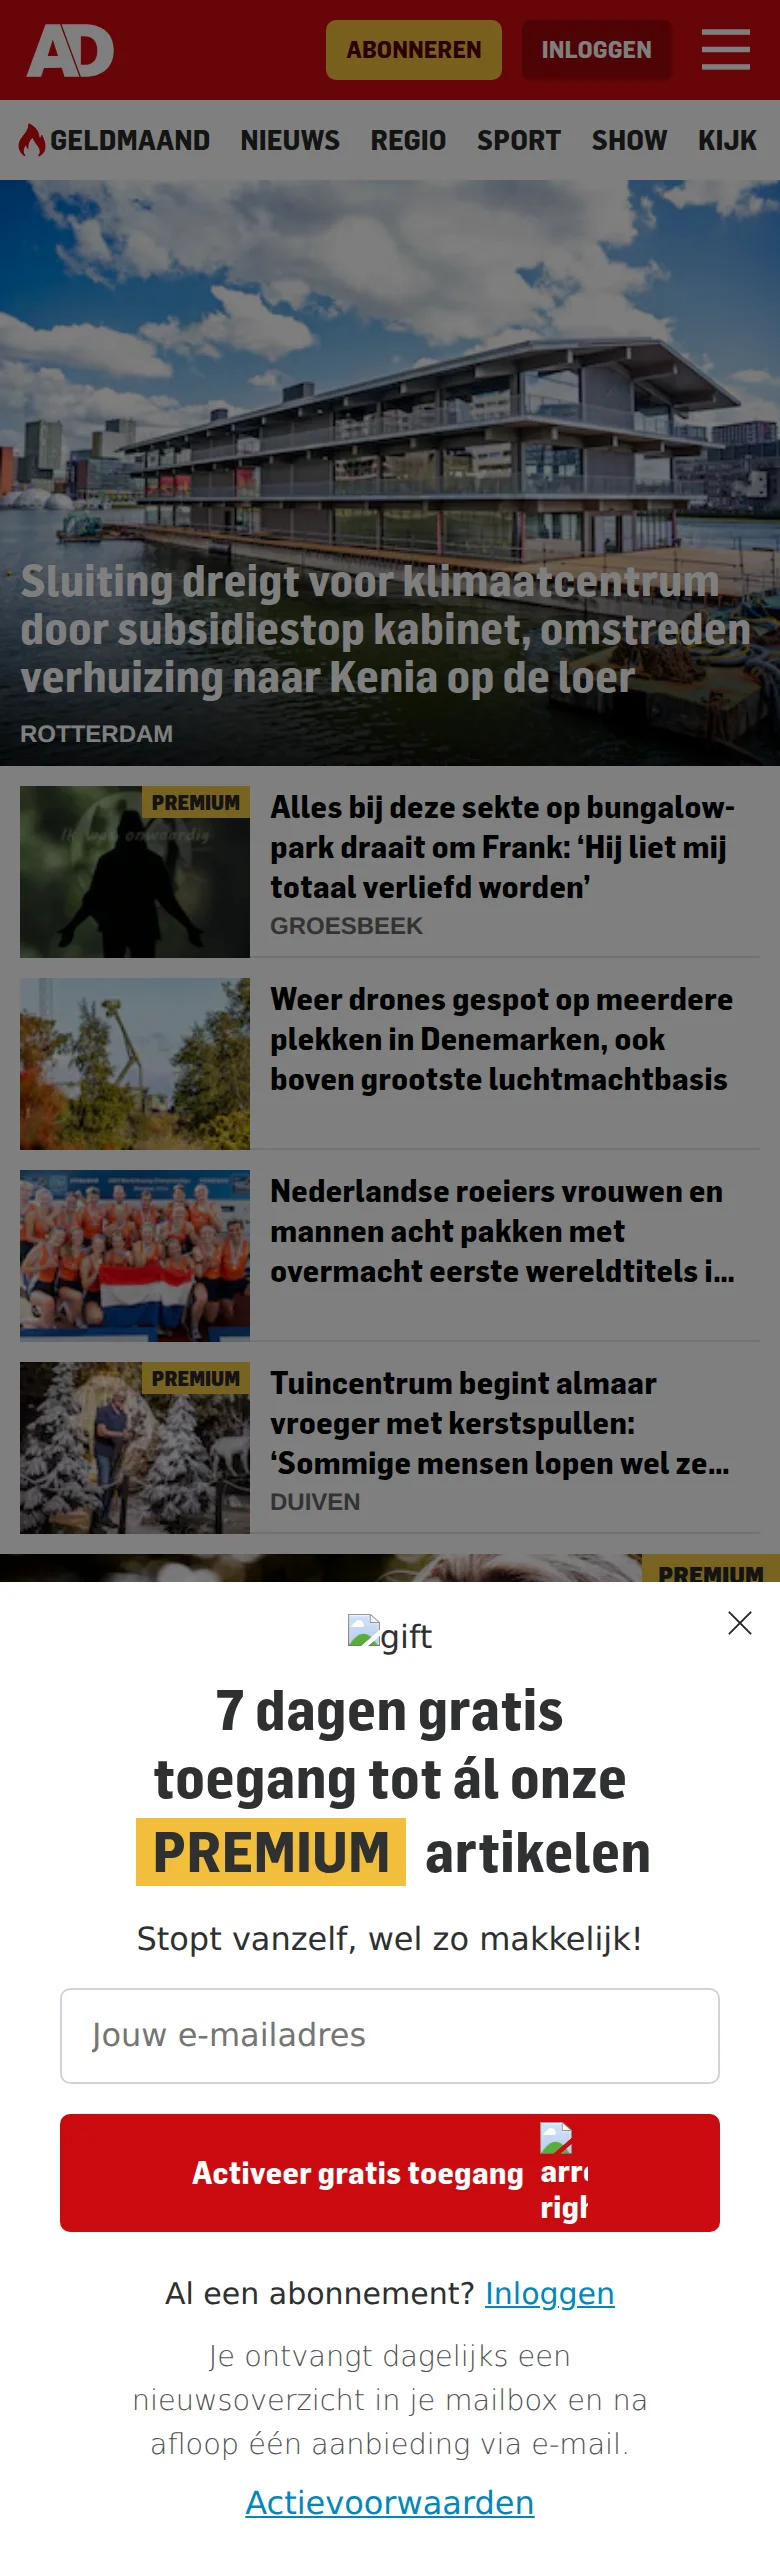 AD
ABONNEREN
INLOGGEN
GELDMAAND NIEUWS REGIO SPORT SHOW KIJK
Sluiting dreigt voor klimaatcentrum
door subsidiestop kabinet, omstreden
verhuizing naar Kenia op de loer
ROTTERDAM
PREMIUM
Ik was onwaardig
Alles bij deze sekte op bungalow-
park draait om Frank: ‘Hij liet mij
totaal verliefd worden’
GROESBEEK
Weer drones gespot op meerdere
plekken in Denemarken, ook
boven grootste luchtmachtbasis
Nederlandse roeiers vrouwen en
mannen acht pakken met
overmacht eerste wereldtitels i...
PREMIUM
Tuincentrum begint almaar
vroeger met kerstspullen:
‘Sommige mensen lopen wel ze...
DUIVEN
PREMIUM
gift
7 dagen gratis
toegang tot ál onze
PREMIUM artikelen
Stopt vanzelf, wel zo makkelijk!
Jouw e-mailadres
Activeer gratis toegang
Al een abonnement? Inloggen
Je ontvangt dagelijks een
nieuwsoverzicht in je mailbox en na
afloop één aanbieding via e-mail.
Actievoorwaarden